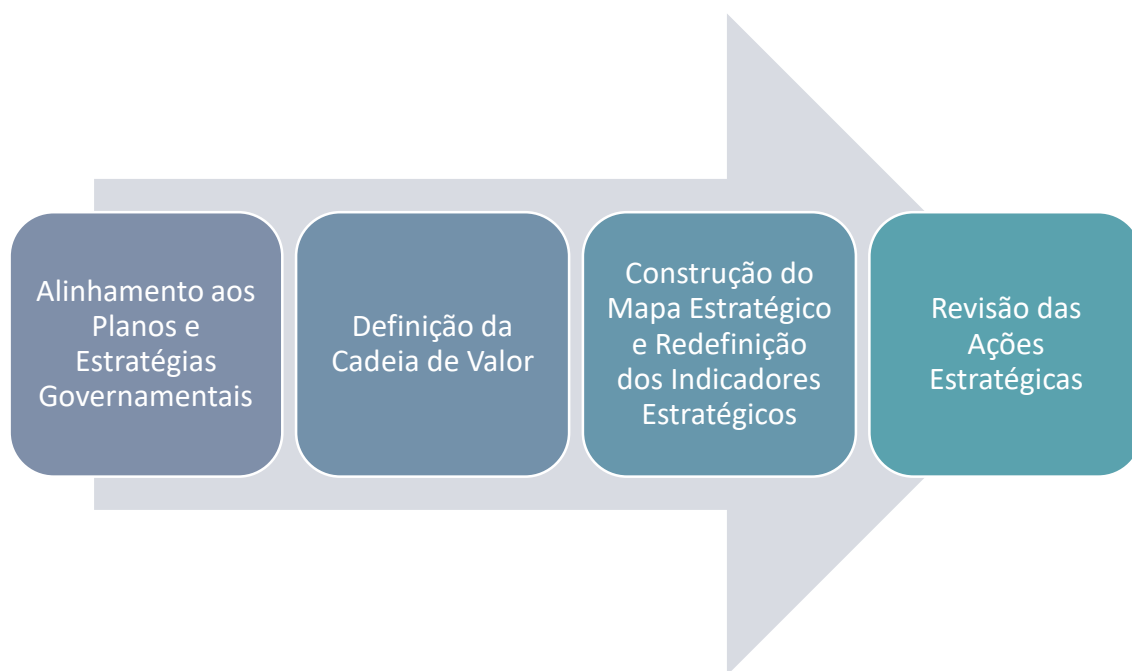 Alinhamento aos
Planos e
Estratégias
Governamentais
Definição da
Cadeia de Valor
Construção do
Mapa Estratégico
e Redefinição
dos Indicadores
Estratégicos
Revisão das
Ações
Estratégicas